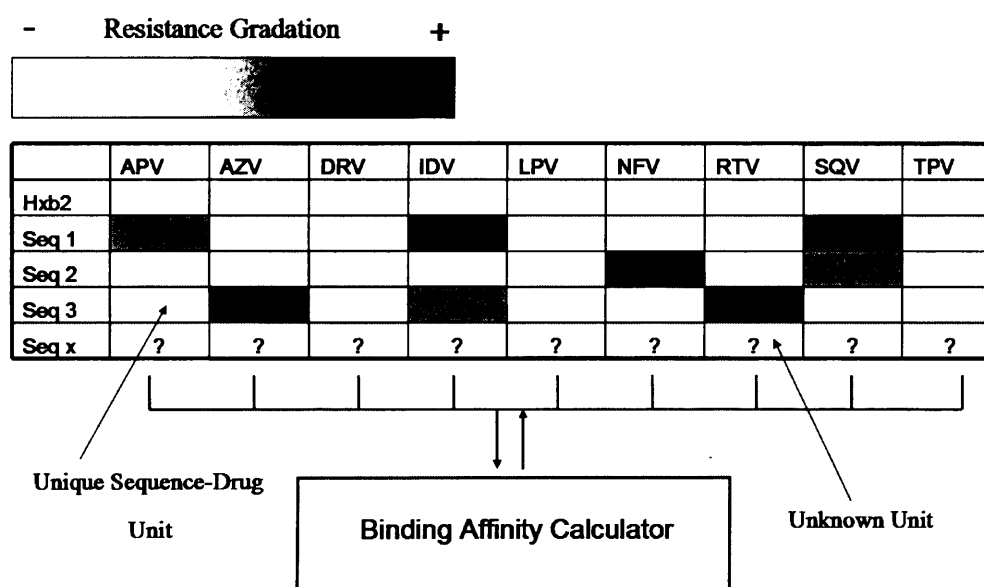 - Resistance Gradation +
APV AZV DRV IDV LPV NFV RTV SQV TPV
Hxb2
Seq 1
Seq 2
Seq 3
Seq x ? ? ? ? ? ? ? ? ?
Unique Sequence-Drug
Unit
Unknown Unit
Binding Affinity Calculator